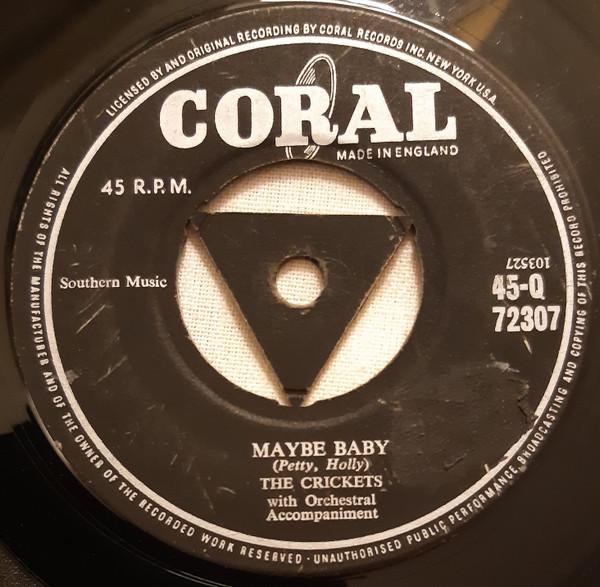 LICENSED BY AND ORIGINAL RECORDING BY CORAL RECORDS INC. NEW YORK U.S.A.
CORAL
MADE IN ENGLAND
45 R.P.M.
Southern Music
103527
45-Q
72307
MAYBE BABY
(Petty, Holly)
THE CRICKETS
with Orchestral
Accompaniment
ALL RIGHTS OF THE MANUFACTURER AND OF THE OWNER OF THE RECORDED WORK RESERVED · UNAUTHORISED PUBLIC PERFORMANCE, BROADCASTING AND COPYING OF THIS RECORD PROHIBITED